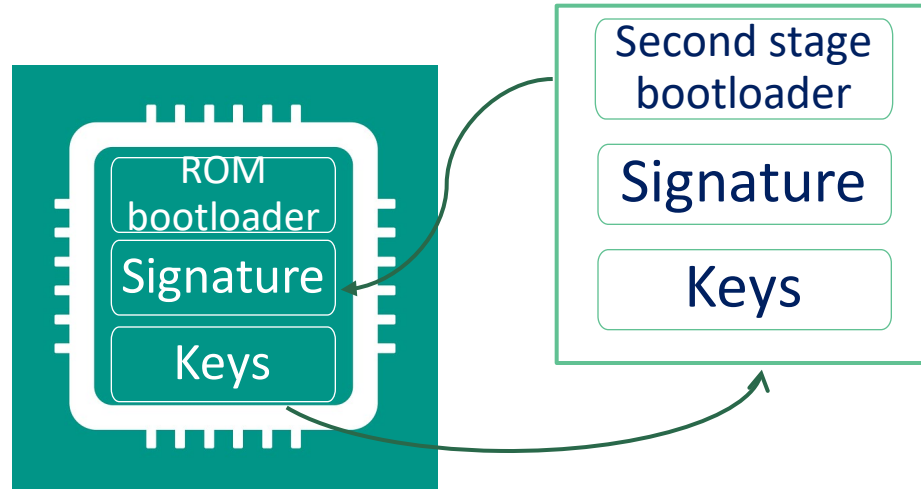 ROM
bootloader
Signature
Keys
Second stage
bootloader
Signature
Keys